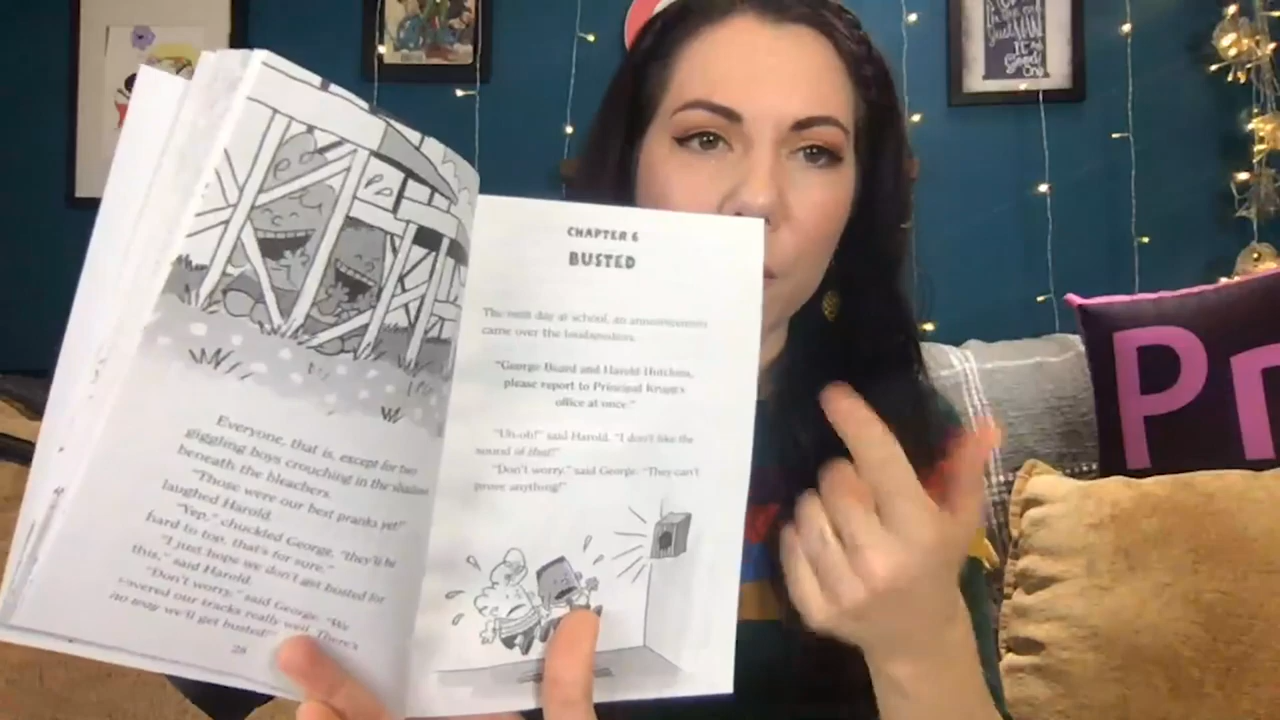 Everyone, that is, except for two
giggling boys crouching in the shadows
beneath the bleachers.
"Those were our best pranks yet!"
laughed Harold.
"Yep," chuckled George, "they'll be
hard to top, that's for sure."
"I just hope we don't get busted for
this," said Harold.
"Don't worry," said George. "We
covered our tracks really well. There's
no way we'll get busted!"
28
CHAPTER 6
BUSTED
The next day at school, an announcement
came over the loudspeakers.
"George Beard and Harold Hutchins,
please report to Principal Krupp's
office at once."
"Uh-oh!" said Harold. "I don't like the
sound of that!"
"Don't worry," said George. "They can't
prove anything!"
IT
Good
Pr